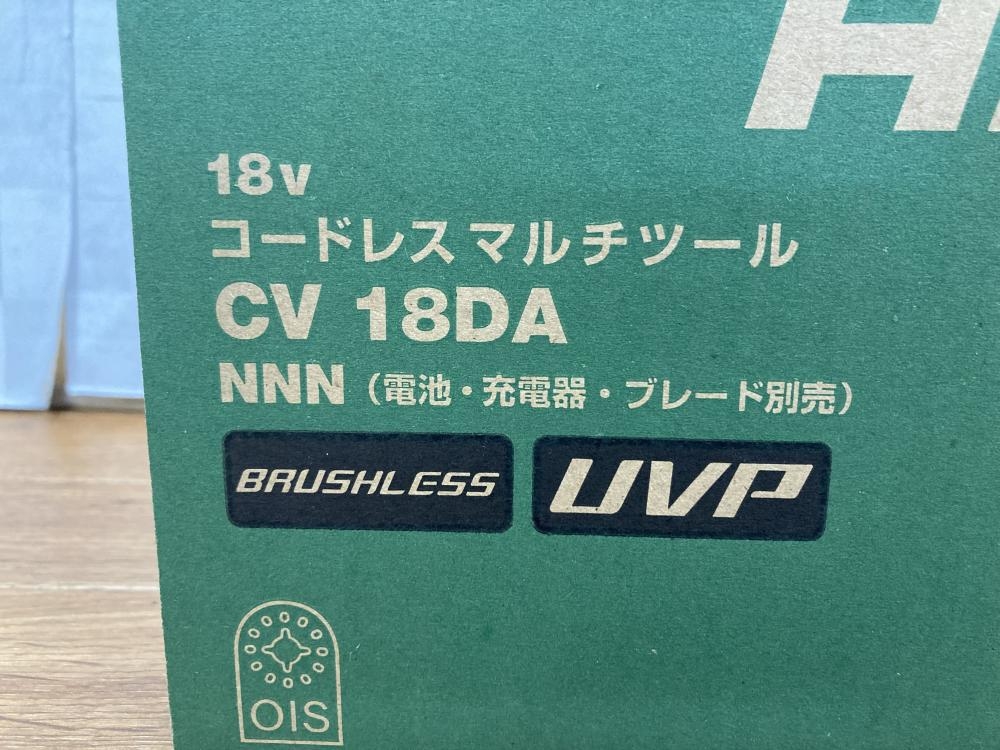 18v
コードレスマルチツール
CV 18DA
NNN（電池・充電器・ブレード別売）
BRUSHLESS UVP
OIS